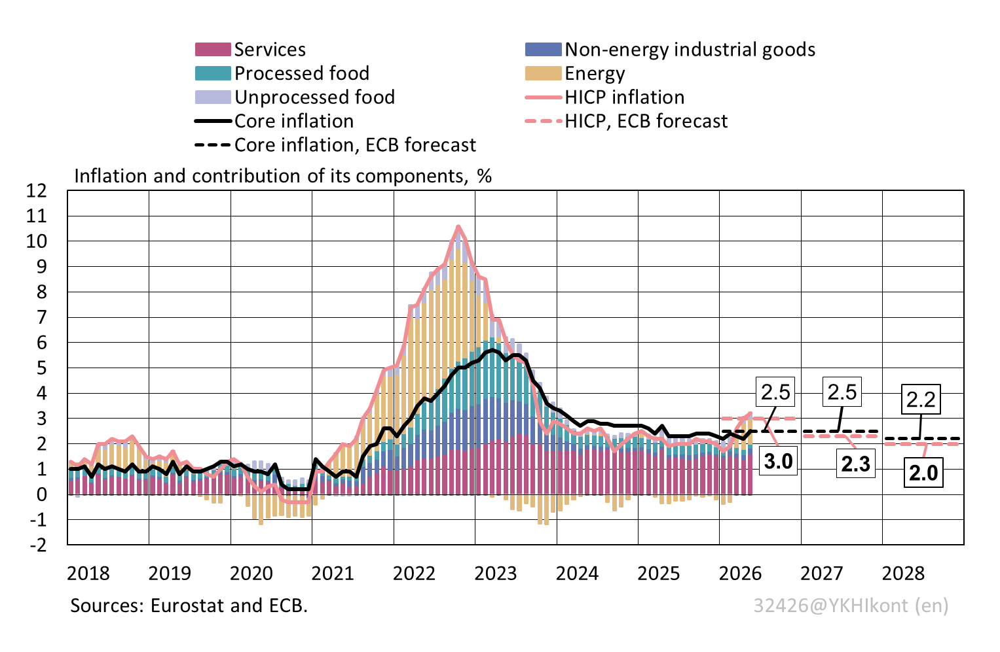 Services
Non-energy industrial goods
Processed food
Energy
Unprocessed food
HICP inflation
Core inflation
HICP, ECB forecast
Core inflation, ECB forecast
Inflation and contribution of its components, %
12
11
10
9
8
7
6
5
4
3
2
1
0
-1
-2
2.5
2.5
2.2
3.0
2.3
2.0
2018 2019 2020 2021 2022 2023 2024 2025 2026 2027 2028
Sources: Eurostat and ECB.
32426@YKHIkont (en)